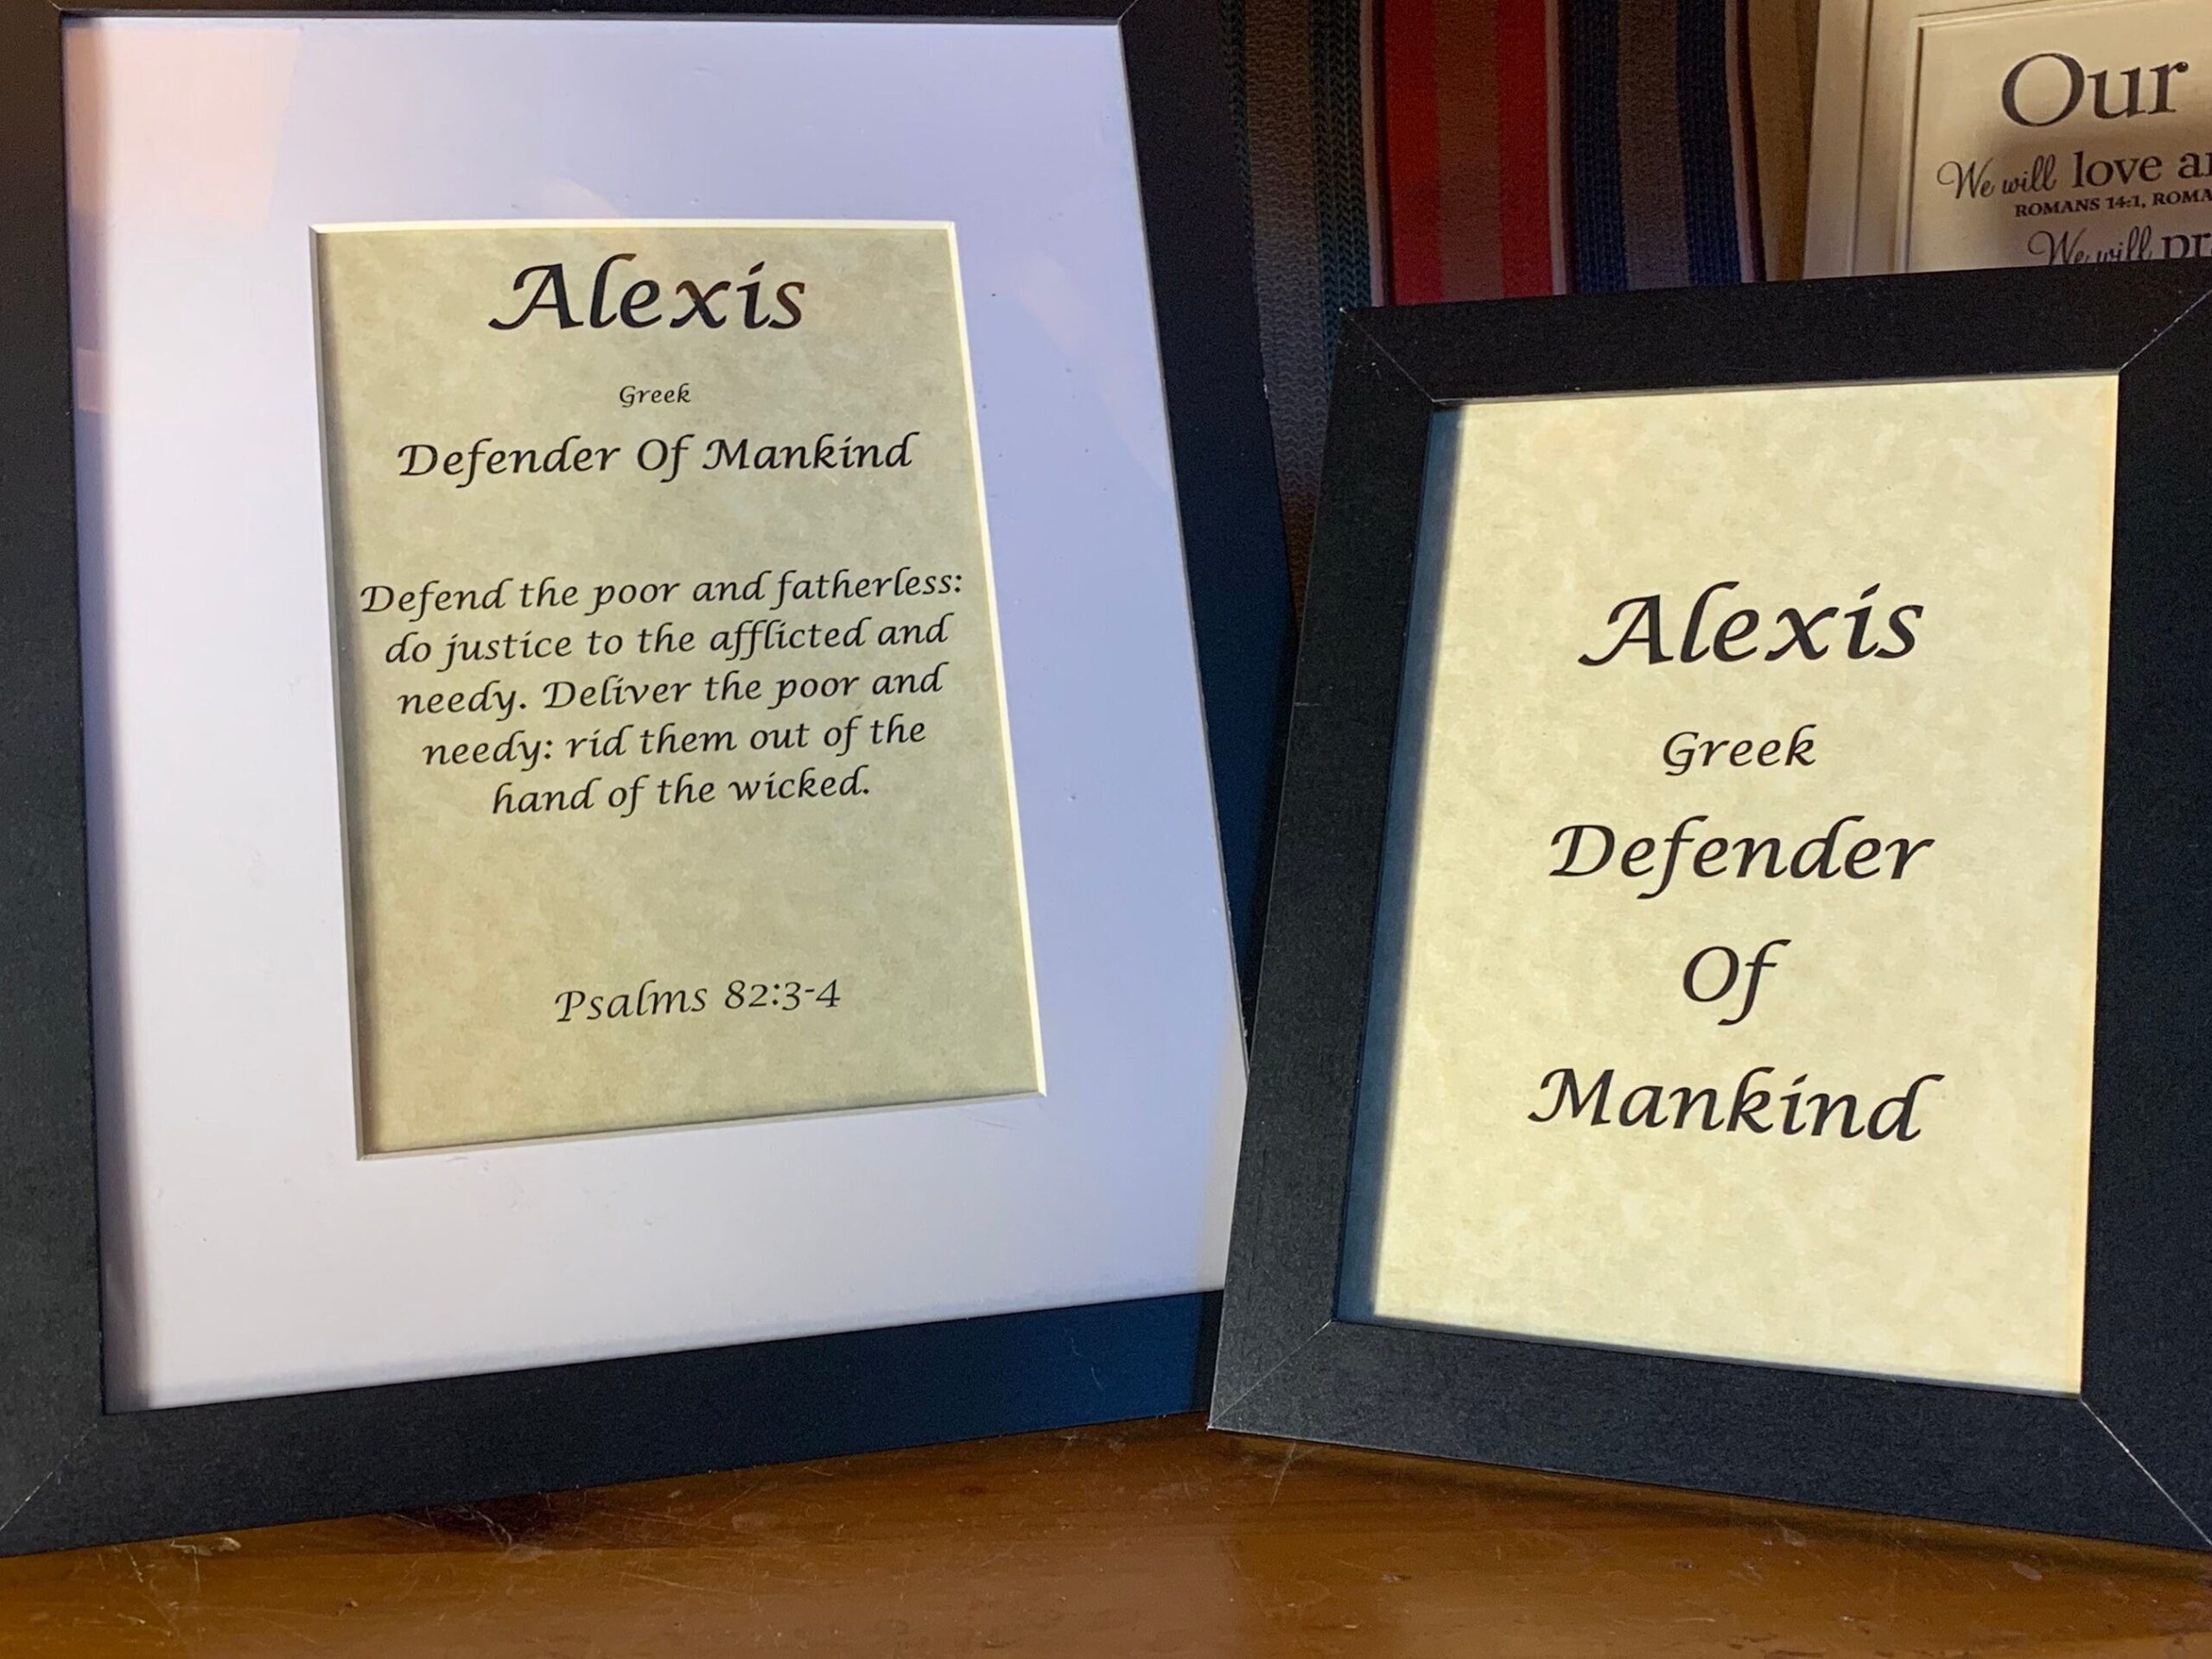 Alexis
Greek
Defender Of Mankind
Defend the poor and fatherless:
do justice to the afflicted and
needy. Deliver the poor and
needy: rid them out of the
hand of the wicked.
Psalms 82:3-4
Alexis
Greek
Defender
Of
Mankind
Our
We will love
ROMANS 14:1,
We will